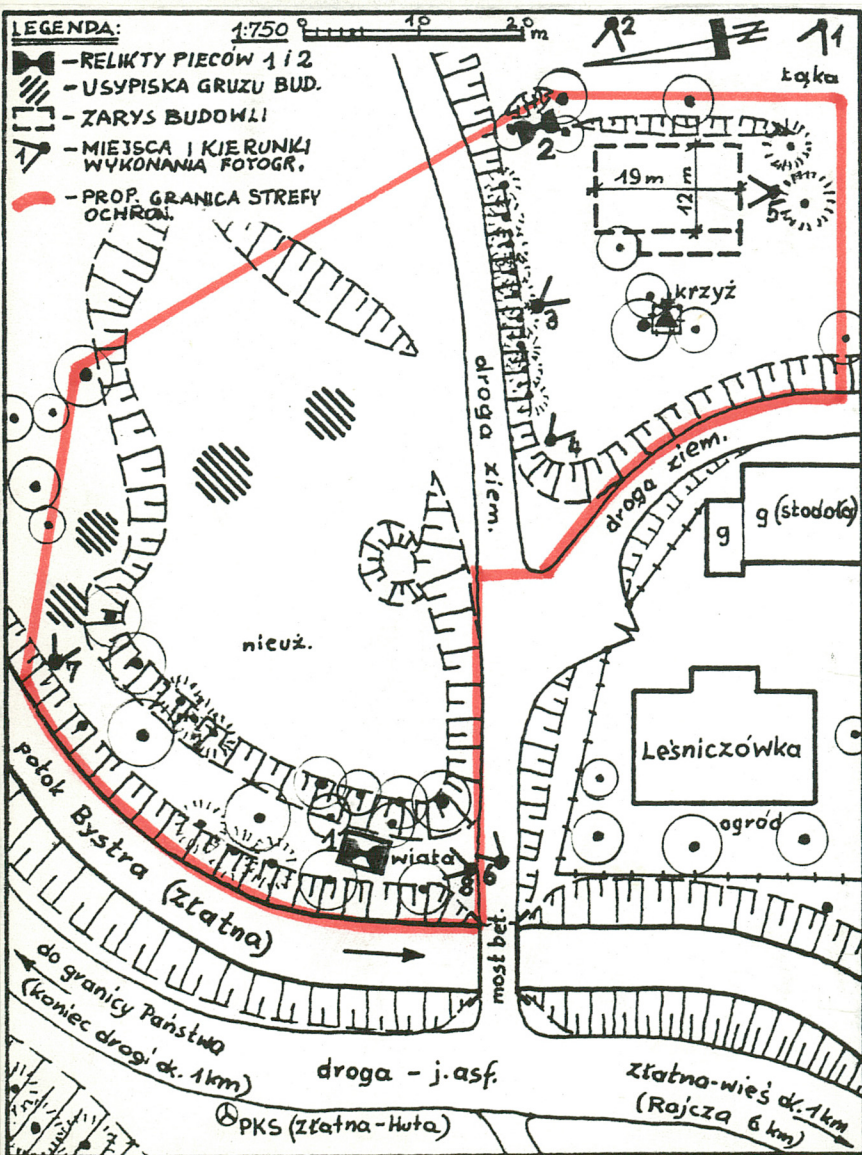 LEGENDA:
1:750 0 10 20 m
- RELIKTY PIECÓW 1 i 2
- USYPISKA GRUZU BUD.
- ZARYS BUDOWLI
1 - MIEJSCA I KIERUNKI
WYKONANIA FOTOGR.
- PROP. GRANICA STREFY
OCHRON.
2
N
1
Łąka
2
19 m
12 m
5
krzyż
3
4
droga ziem.
droga ziem.
g
g (stodoła)
nieuż.
7
Leśniczówka
ogród
1
wiata
8
6
potok Bystra (Złatna)
most bet.
do granicy Państwa
(koniec drogi ok. 1km)
droga - j. asf.
Złatna-wieś ok. 1km
(Rajcza 6 km)
PKS (Złatna-Huta)